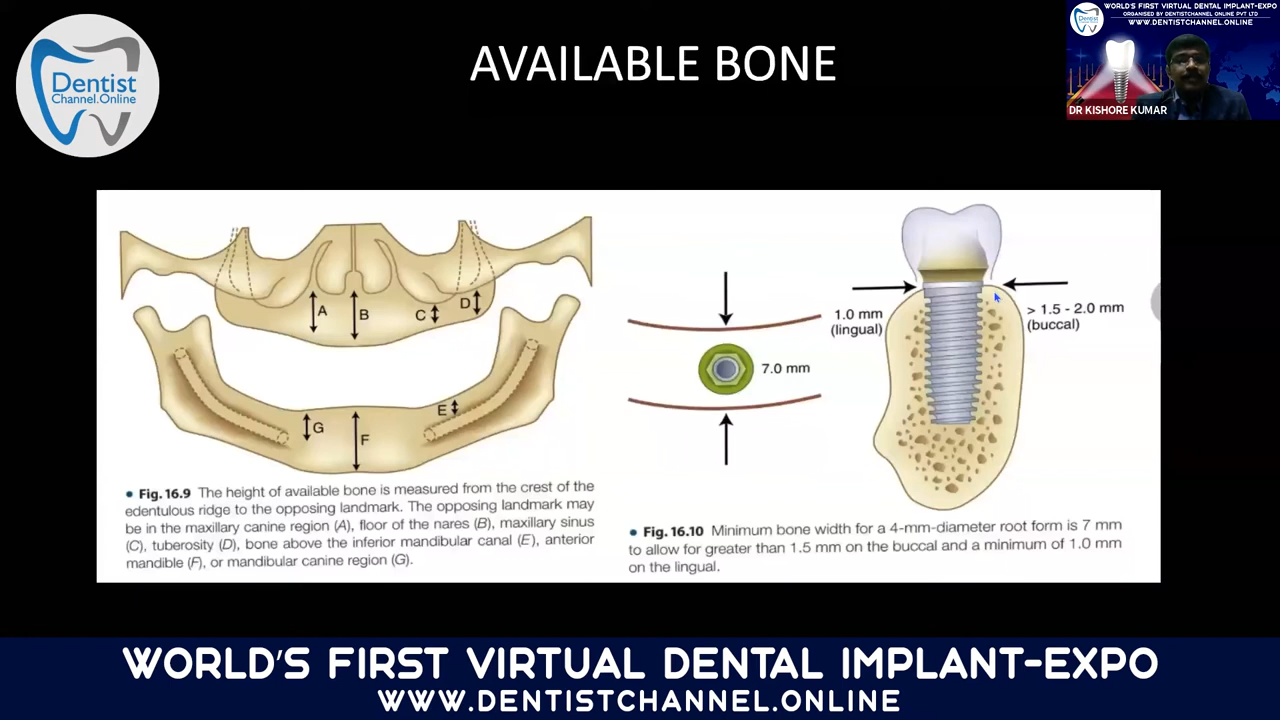 Dentist
Channel.Online
AVAILABLE BONE
WORLD'S FIRST VIRTUAL DENTAL IMPLANT-EXPO
ORGANISED BY DENTISTCHANNEL ONLINE PVT LTD
WWW.DENTISTCHANNEL.ONLINE
DR KISHORE KUMAR
A
B
C
D
E
F
G
• Fig. 16.9 The height of available bone is measured from the crest of the
edentulous ridge to the opposing landmark. The opposing landmark may
be in the maxillary canine region (A), floor of the nares (B), maxillary sinus
(C), tuberosity (D), bone above the inferior mandibular canal (E), anterior
mandible (F), or mandibular canine region (G).
7.0 mm
1.0 mm
(lingual)
> 1.5 - 2.0 mm
(buccal)
• Fig. 16.10 Minimum bone width for a 4-mm-diameter root form is 7 mm
to allow for greater than 1.5 mm on the buccal and a minimum of 1.0 mm
on the lingual.
WORLD'S FIRST VIRTUAL DENTAL IMPLANT-EXPO
WWW.DENTISTCHANNEL.ONLINE